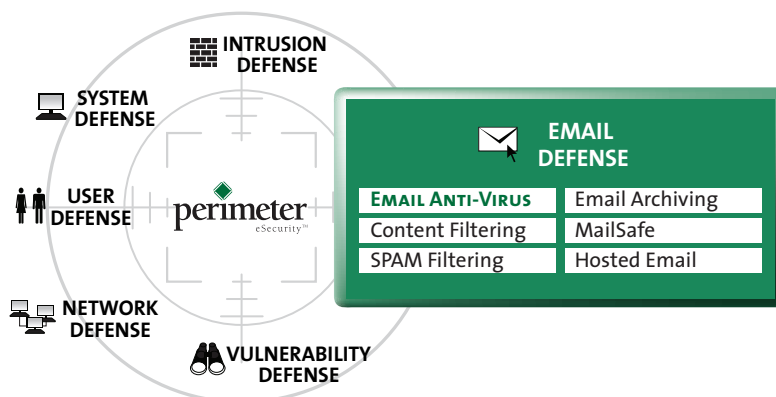 INTRUSION
DEFENSE
SYSTEM
DEFENSE
USER
DEFENSE
NETWORK
DEFENSE
VULNERABILITY
DEFENSE
perimeter
eSecurity™
EMAIL
DEFENSE
EMAIL ANTI-VIRUS
Email Archiving
Content Filtering
MailSafe
SPAM Filtering
Hosted Email